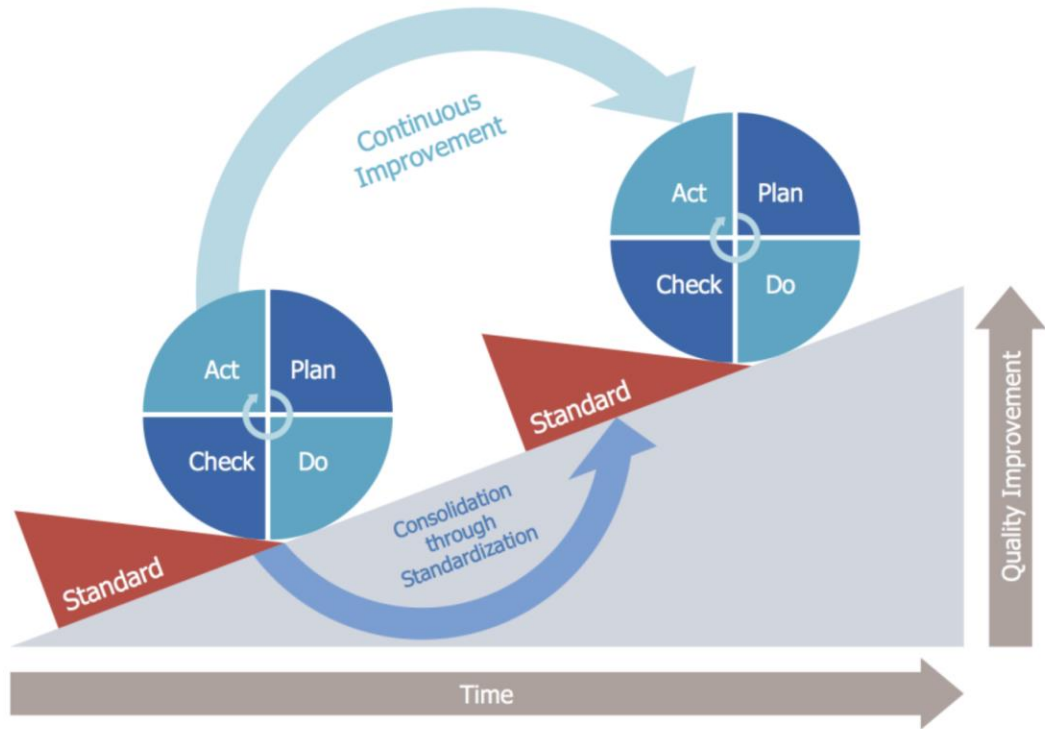 Continuous
Improvement
Act
Plan
Check
Do
Act
Plan
Check
Do
Standard
Standard
Consolidation
through
Standardization
Quality Improvement
Time